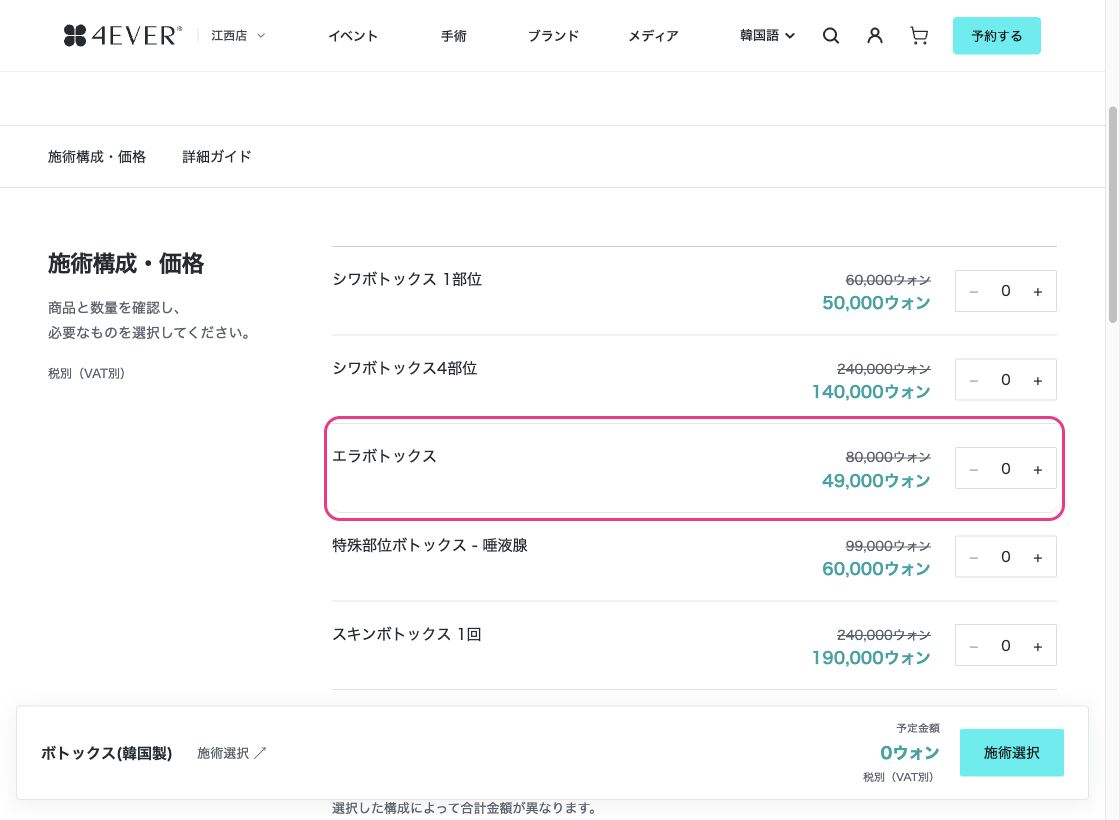 4EVER®
江西店
イベント
手術
ブランド
メディア
韓国語
予約する
施術構成・価格
詳細ガイド
施術構成・価格
商品と数量を確認し、
必要なものを選択してください。
税別（VAT別）
シワボトックス 1部位
60,000ウォン
50,000ウォン
− 0 +
シワボトックス4部位
240,000ウォン
140,000ウォン
− 0 +
エラボトックス
80,000ウォン
49,000ウォン
− 0 +
特殊部位ボトックス - 唾液腺
99,000ウォン
60,000ウォン
− 0 +
スキンボトックス 1回
240,000ウォン
190,000ウォン
− 0 +
ボトックス(韓国製)
施術選択
予定金額
0ウォン
税別（VAT別）
施術選択
選択した構成によって合計金額が異なります。